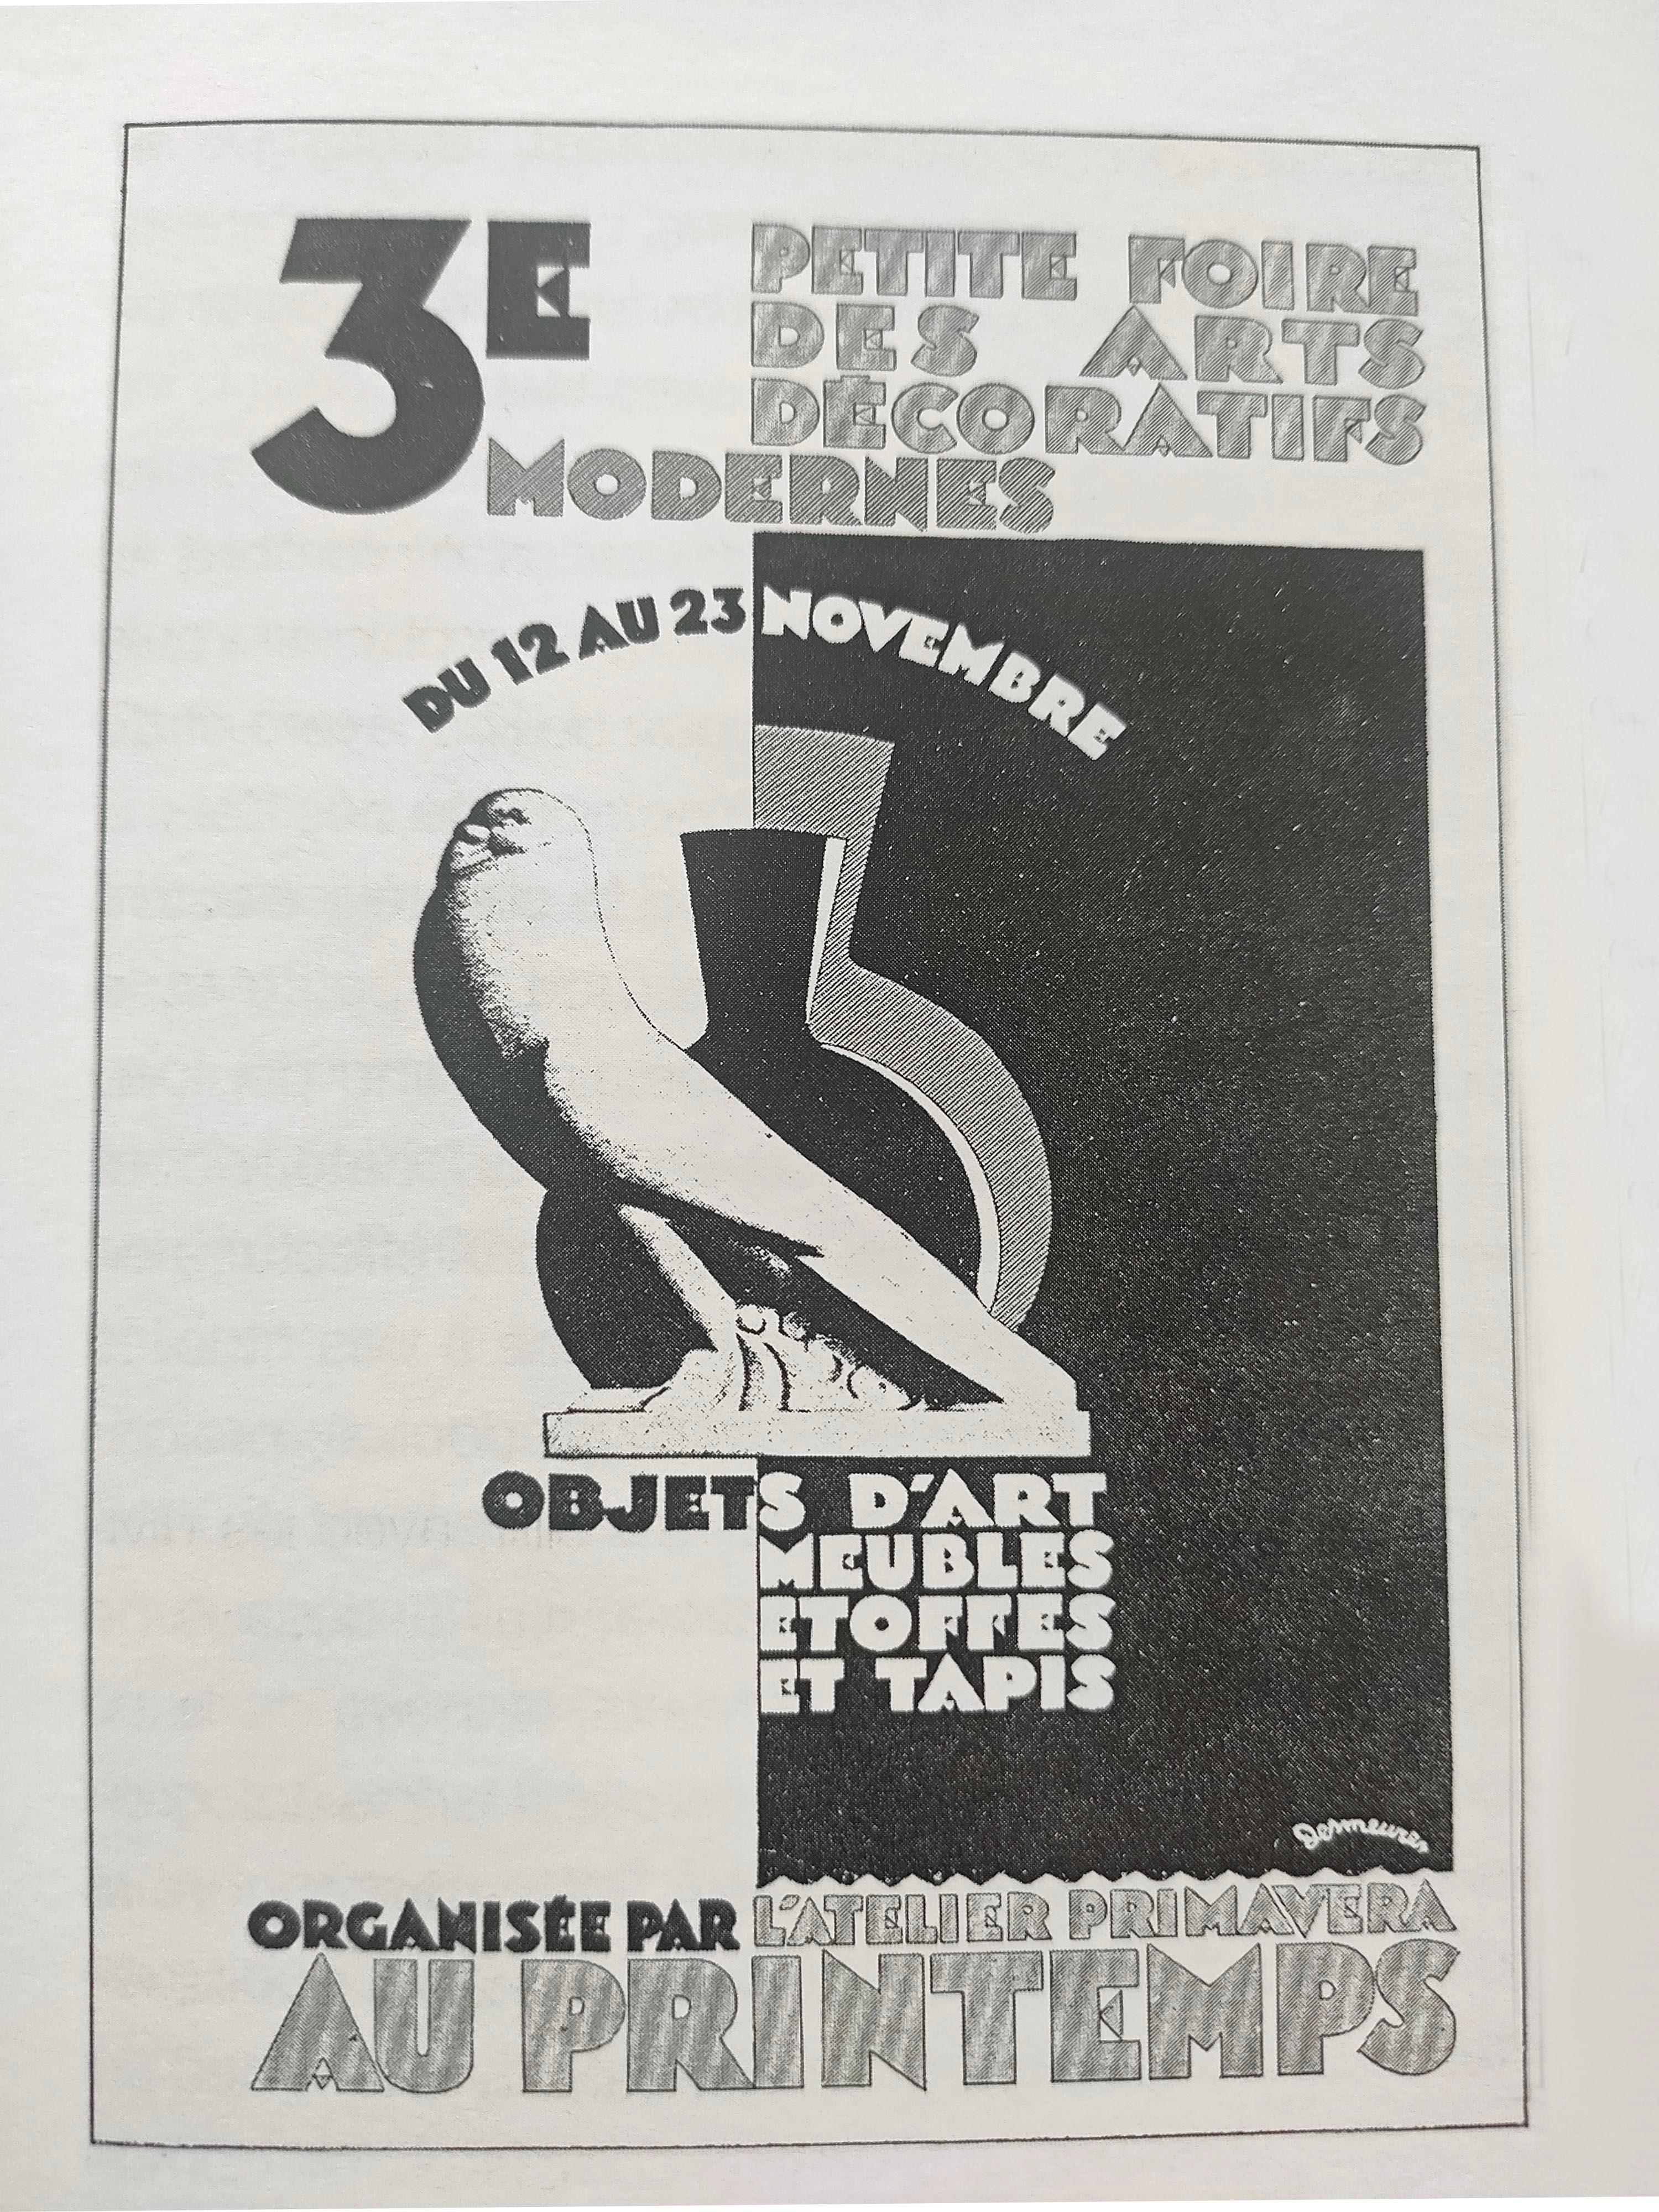 3E
PETITE FOIRE
DES ARTS
DÉCORATIFS
MODERNES
DU 12 AU 23 NOVEMBRE
OBJETS D'ART
MEUBLES
ETOFFES
ET TAPIS
ORGANISÉE PAR L'ATELIER PRIMAVERA
AU PRINTEMPS